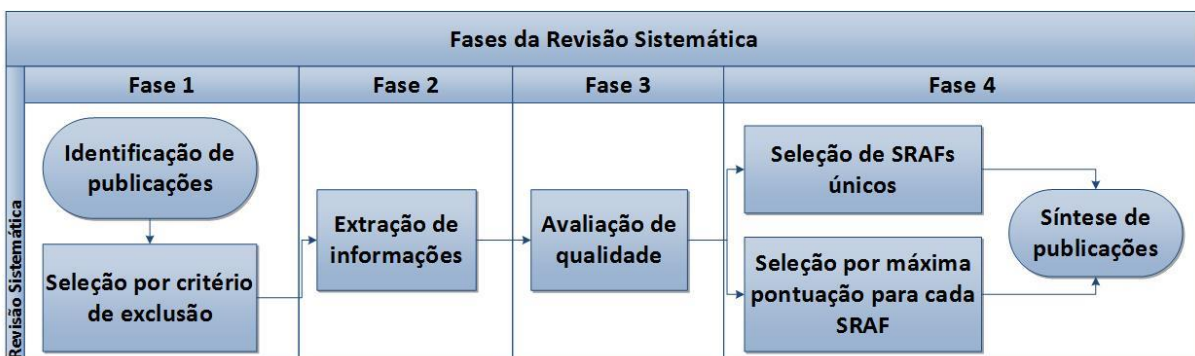 Fases da Revisão Sistemática
Revisão Sistemática
Fase 1
Fase 2
Fase 3
Fase 4
Identificação de
publicações
Seleção por critério
de exclusão
Extração de
informações
Avaliação de
qualidade
Seleção de SRAFs
únicos
Seleção por máxima
pontuação para cada
SRAF
Síntese de
publicações